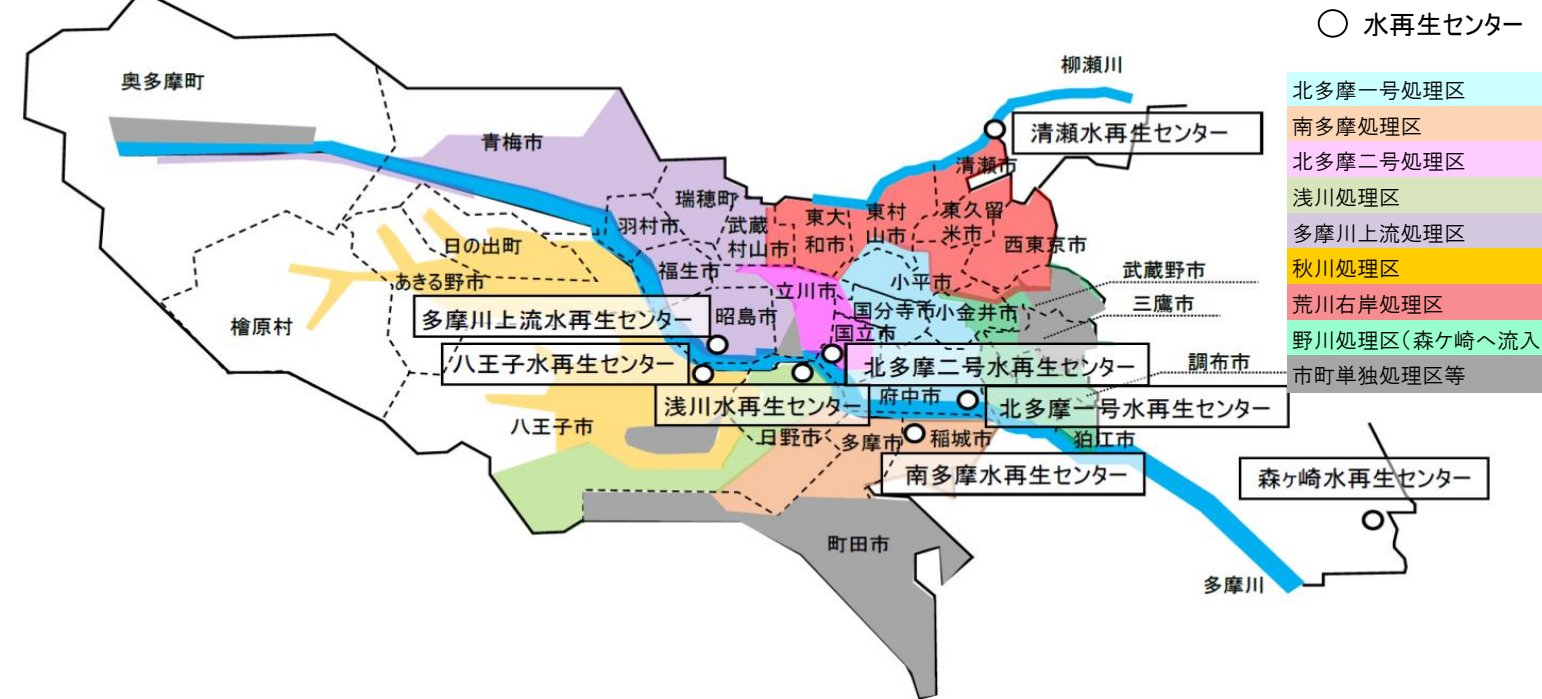 ○ 水再生センター
北多摩一号処理区
南多摩処理区
北多摩二号処理区
浅川処理区
多摩川上流処理区
秋川処理区
荒川右岸処理区
野川処理区(森ケ崎へ流入
市町単独処理区等
柳瀬川
奥多摩町
清瀬水再生センター
青梅市
清瀬市
瑞穂町
羽村市
武蔵
村山市
東大
和市
東村
山市
東久留
米市
西東京市
日の出町
福生市
武蔵野市
あきる野市
立川市
小平市
三鷹市
檜原村
多摩川上流水再生センター
昭島市
国分寺市
小金井市
国立市
八王子水再生センター
北多摩二号水再生センター
調布市
浅川水再生センター
府中市
北多摩一号水再生センター
八王子市
日野市
多摩市
稲城市
狛江市
南多摩水再生センター
森ヶ崎水再生センター
町田市
多摩川